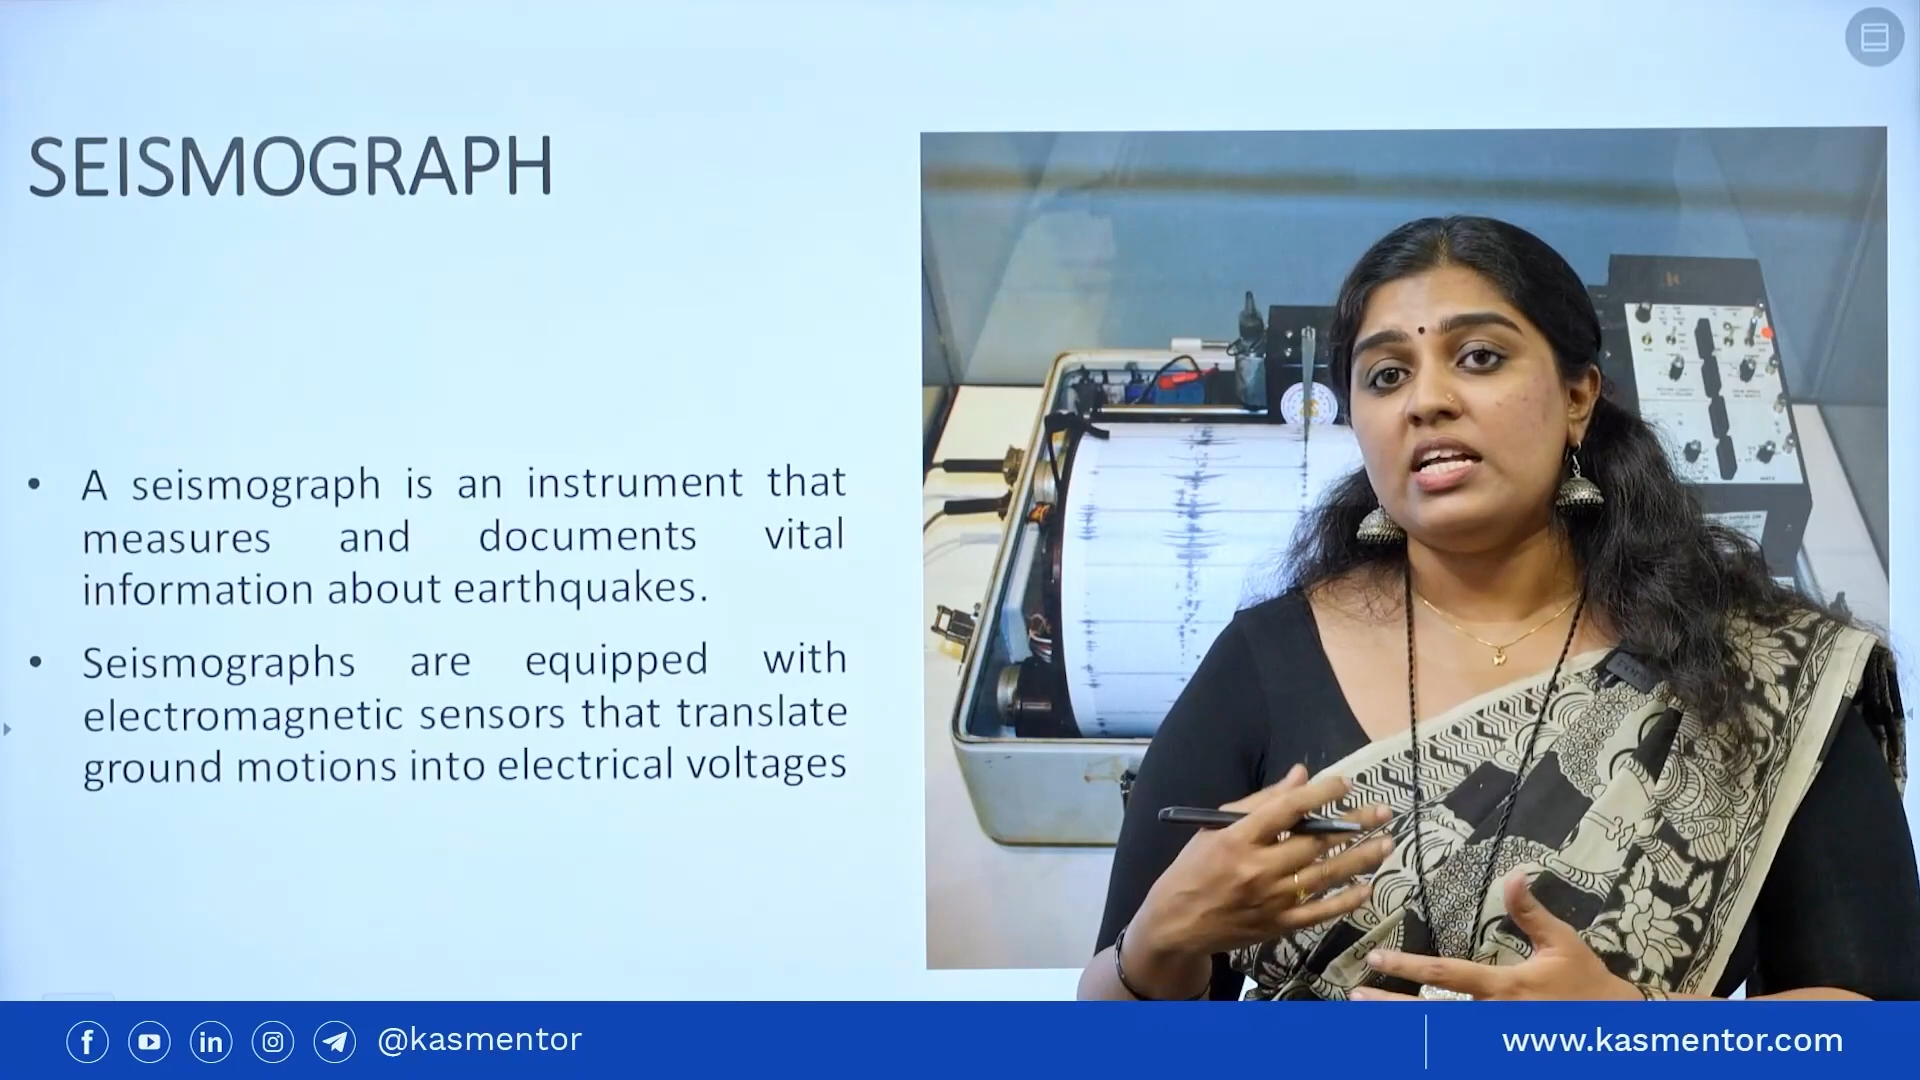 SEISMOGRAPH
• A seismograph is an instrument that
measures and documents vital
information about earthquakes.
• Seismographs are equipped with
electromagnetic sensors that translate
ground motions into electrical voltages
@kasmentor
www.kasmentor.com